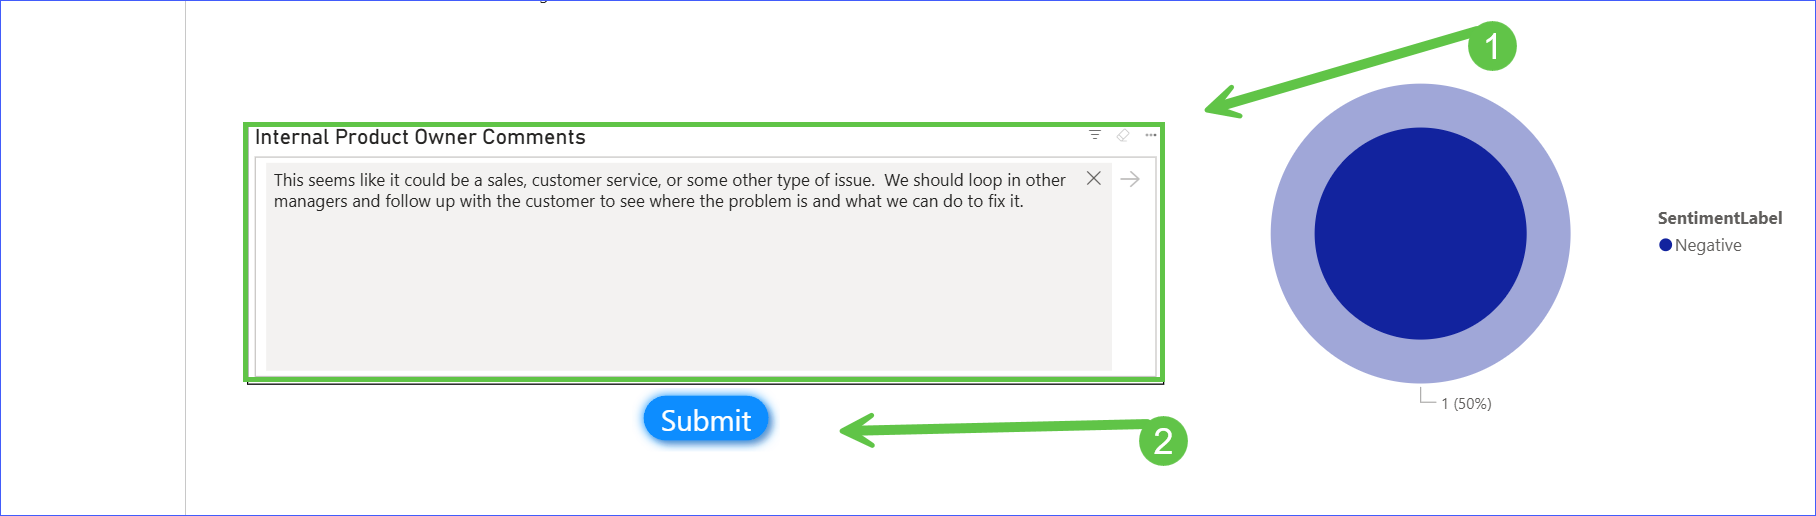 1
Internal Product Owner Comments
This seems like it could be a sales, customer service, or some other type of issue.  We should loop in other
managers and follow up with the customer to see where the problem is and what we can do to fix it.
SentimentLabel
Negative
1 (50%)
Submit
2